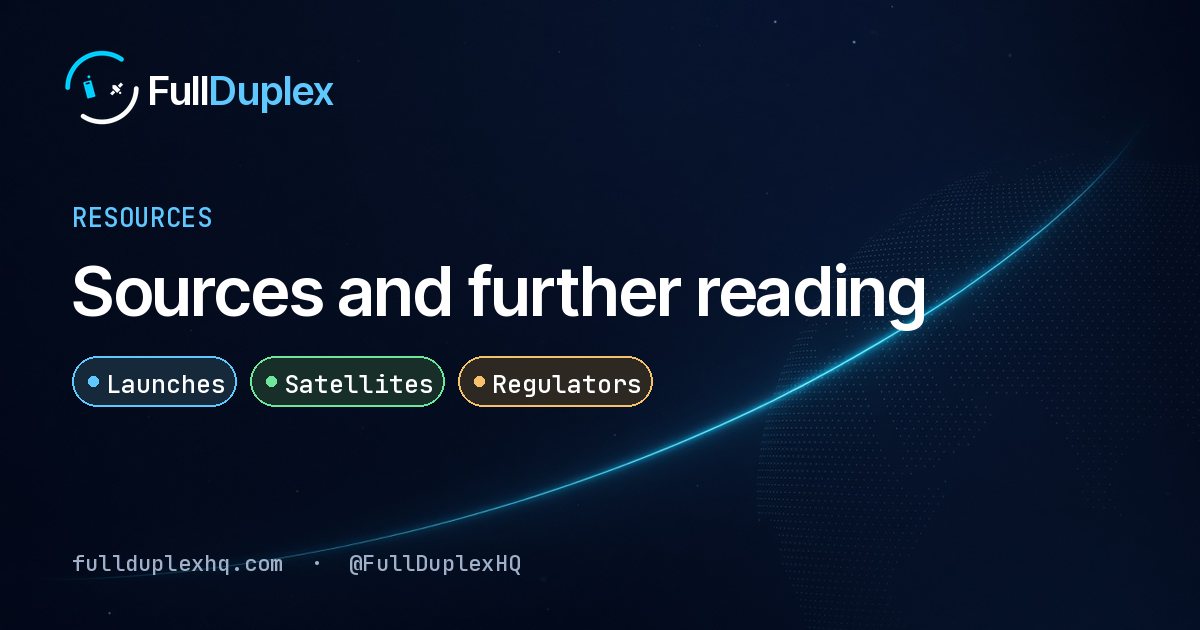 FullDuplex
RESOURCES
Sources and further reading
Launches Satellites Regulators
fullduplexhq.com · @FullDuplexHQ